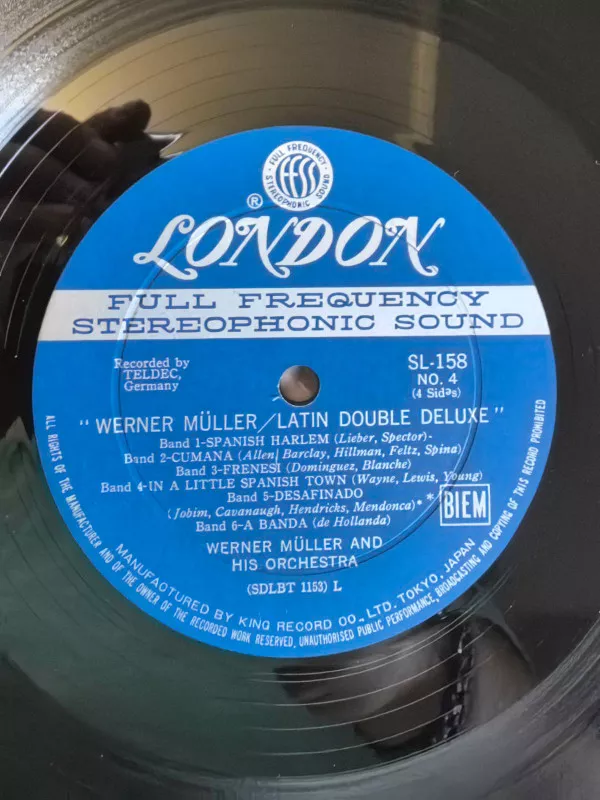 FULL FREQUENCY STEREOPHONIC SOUND
FFSS
®
LONDON
FULL FREQUENCY
STEREOPHONIC SOUND
Recorded by
TELDEC,
Germany
SL-158
NO. 4
(4 Sides)
"WERNER MÜLLER/LATIN DOUBLE DELUXE"
Band 1-SPANISH HARLEM (Lieber, Spector)-
Band 2-CUMANA (Allen, Barclay, Hillman, Feltz, Spina)
Band 3-FRENESI (Dominguez, Blanche)
Band 4-IN A LITTLE SPANISH TOWN (Wayne, Lewis, Young)
Band 5-DESAFINADO
(Jobim, Cavanaugh, Hendricks, Mendonca)* *
Band 6-A BANDA (de Hollanda)
BIEM
WERNER MÜLLER AND
HIS ORCHESTRA
(SDLBT 1153) L
MANUFACTURED BY KING RECORD CO., LTD. TOKYO, JAPAN
ALL RIGHTS OF THE MANUFACTURER AND OF THE OWNER OF THE RECORDED WORK RESERVED, UNAUTHORISED PUBLIC PERFORMANCE, BROADCASTING AND COPYING OF THIS RECORD PROHIBITED